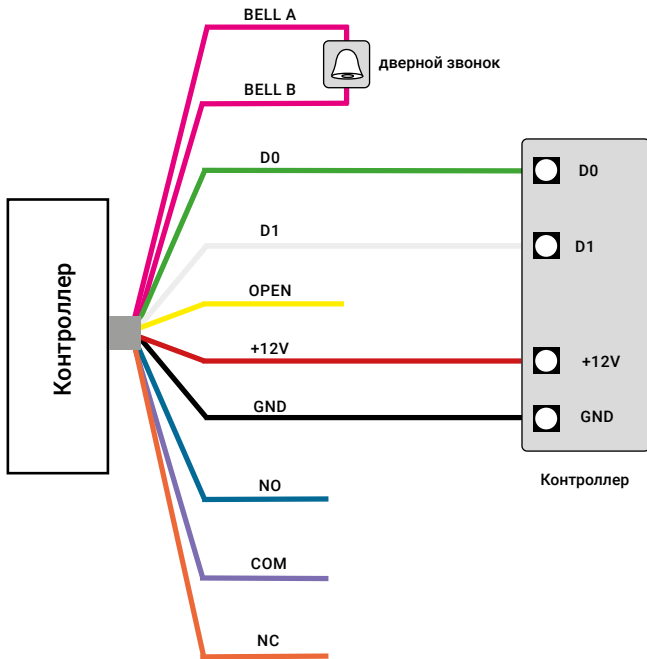 BELL A
дверной звонок
BELL B
D0
D0
D1
D1
OPEN
+12V
+12V
GND
GND
Контроллер
Контроллер
NO
COM
NC